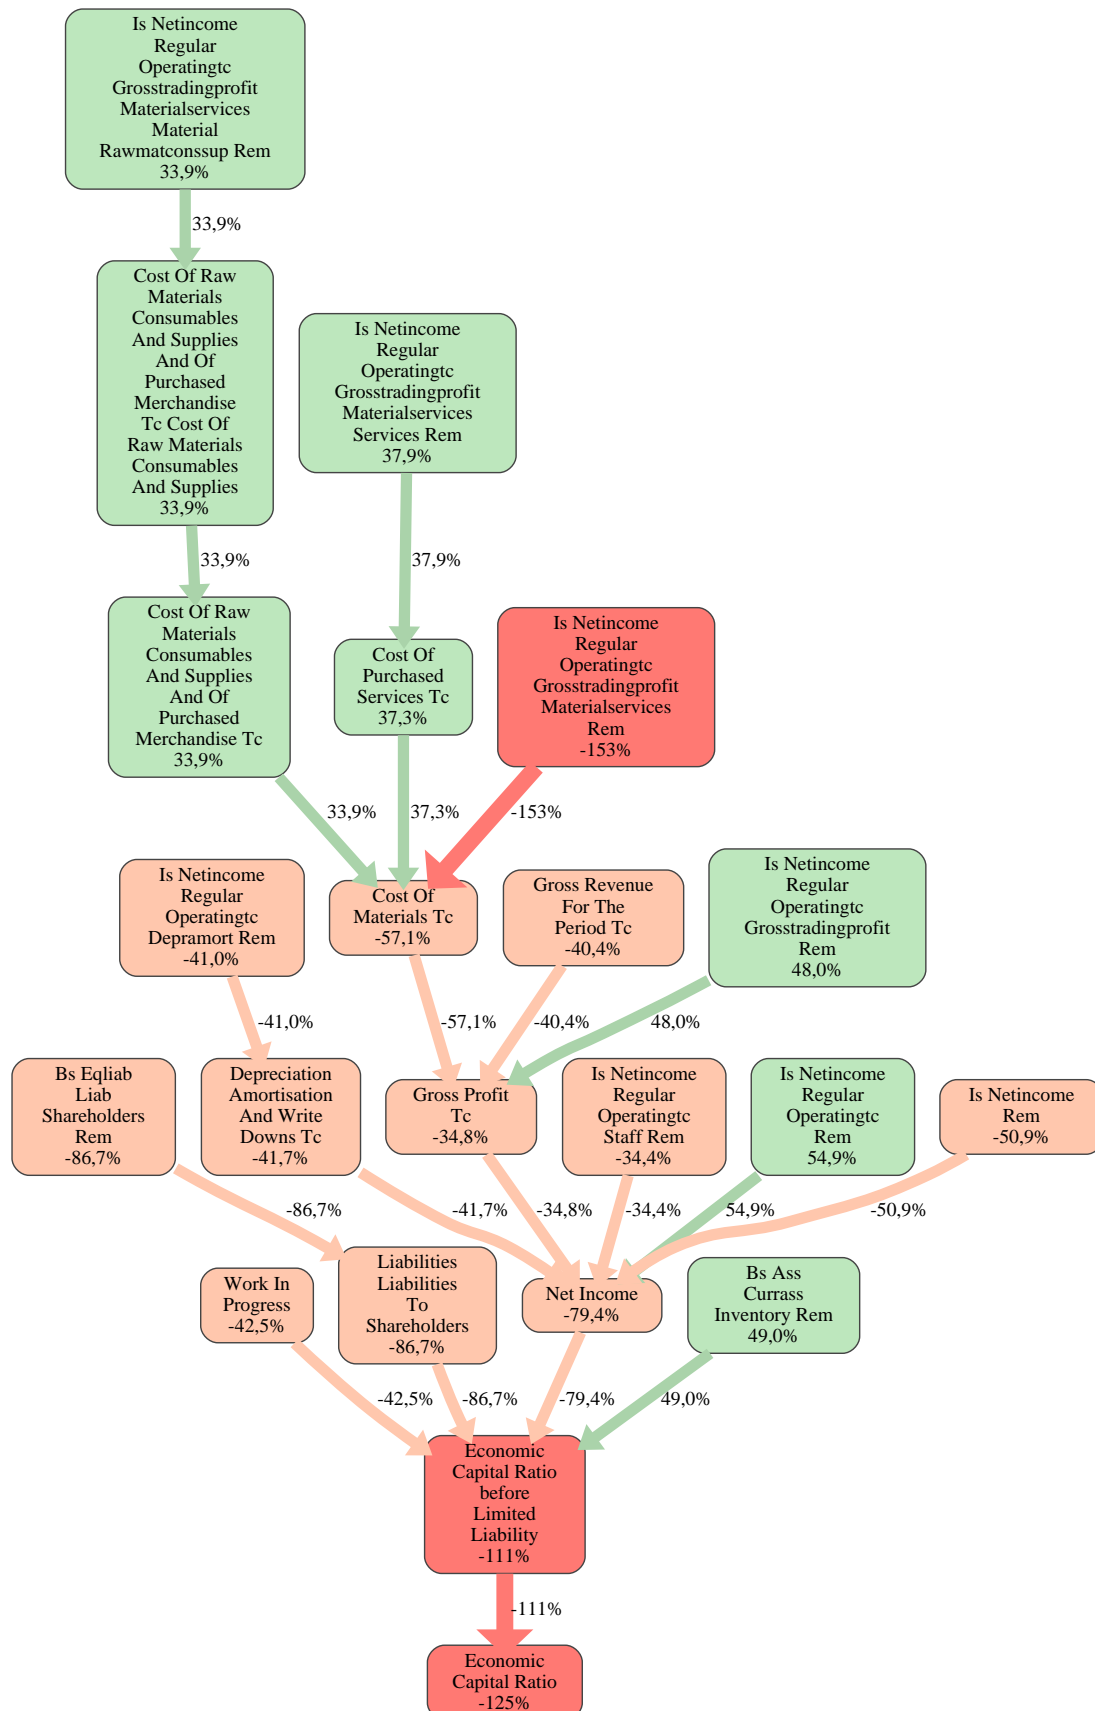 Is Netincome
Regular
Operatingtc
Grosstradingprofit
Materialservices
Material
Rawmatconssup Rem
33,9%
33,9%
Cost Of Raw
Materials
Consumables
And Supplies
And Of
Purchased
Merchandise
Tc Cost Of
Raw Materials
Consumables
And Supplies
33,9%
Is Netincome
Regular
Operatingtc
Grosstradingprofit
Materialservices
Services Rem
37,9%
33,9%
37,9%
Cost Of Raw
Materials
Consumables
And Supplies
And Of
Purchased
Merchandise Tc
33,9%
Cost Of
Purchased
Services Tc
37,3%
Is Netincome
Regular
Operatingtc
Grosstradingprofit
Materialservices
Rem
-153%
33,9%
37,3%
-153%
Is Netincome
Regular
Operatingtc
Depramort Rem
-41,0%
Cost Of
Materials Tc
-57,1%
Gross Revenue
For The
Period Tc
-40,4%
Is Netincome
Regular
Operatingtc
Grosstradingprofit
Rem
48,0%
-41,0%
-57,1%
-40,4%
48,0%
Bs Eqliab
Liab
Shareholders
Rem
-86,7%
Depreciation
Amortisation
And Write
Downs Tc
-41,7%
Gross Profit
Tc
-34,8%
Is Netincome
Regular
Operatingtc
Staff Rem
-34,4%
Is Netincome
Regular
Operatingtc
Rem
54,9%
Is Netincome
Rem
-50,9%
-86,7%
-41,7%
-34,8%
-34,4%
54,9%
-50,9%
Work In
Progress
-42,5%
Liabilities
Liabilities
To
Shareholders
-86,7%
Net Income
-79,4%
Bs Ass
Currass
Inventory Rem
49,0%
-42,5%
-86,7%
-79,4%
49,0%
Economic
Capital Ratio
before
Limited
Liability
-111%
-111%
Economic
Capital Ratio
-125%